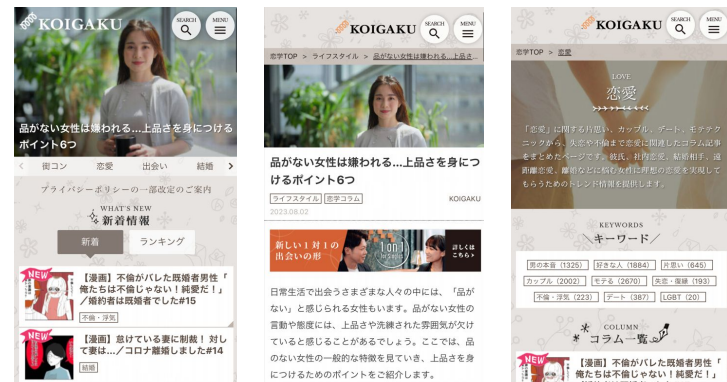 KOIGAKU
SEARCH
MENU
品がない女性は嫌われる...上品さを身につける
ポイント6つ
街コン 恋愛 出会い 結婚
プライバシーポリシーの一部改定のご案内
WHAT'S NEW
新着情報
新着 ランキング
NEW
【漫画】不倫がバレた既婚者男性「
俺たちは不倫じゃない！純愛だ！」
／婚約者は既婚者でした#15
不倫・浮気
NEW
【漫画】怠けている妻に制裁！ 対し
て妻は…／コロナ離婚しました#14
結婚
KOIGAKU
SEARCH
MENU
恋学TOP > ライフスタイル > 品がない女性は嫌われる...上品さ...
品がない女性は嫌われる...上品さを身につ
けるポイント6つ
ライフスタイル 恋学コラム KOIGAKU
2023.08.02
新しい1対1の
出会いの形
1on1
for Singles
詳しくは
こちら
日常生活で出会うさまざまな人々の中には、「品が
ない」と感じられる女性もいます。品がない女性の
言動や態度には、上品さや洗練された雰囲気が欠け
ていると感じることがあるでしょう。ここでは、品
のない女性の一般的な特徴を見ていき、上品さを身
につけるためのポイントをご紹介します。
KOIGAKU
SEARCH
MENU
恋学TOP > 恋愛
LOVE
恋愛
「恋愛」に関する片思い、カップル、デート、モテテク
ニックから、失恋や不倫まで恋愛に関連したコラム記事
をまとめたページです。彼氏、社内恋愛、結婚相手、遠
距離恋愛、離婚などに悩む女性に理想の恋愛を実現して
もらうためのトレンド情報を提供します。
KEYWORDS
キーワード
男の本音（1325） 好きな人（1884） 片思い（645）
カップル（2002） モテる（2670） 失恋・復縁（193）
不倫・浮気（223） デート（387） LGBT（20）
COLUMN
コラム一覧
NEW
【漫画】不倫がバレた既婚者男性「
俺たちは不倫じゃない！純愛だ！」